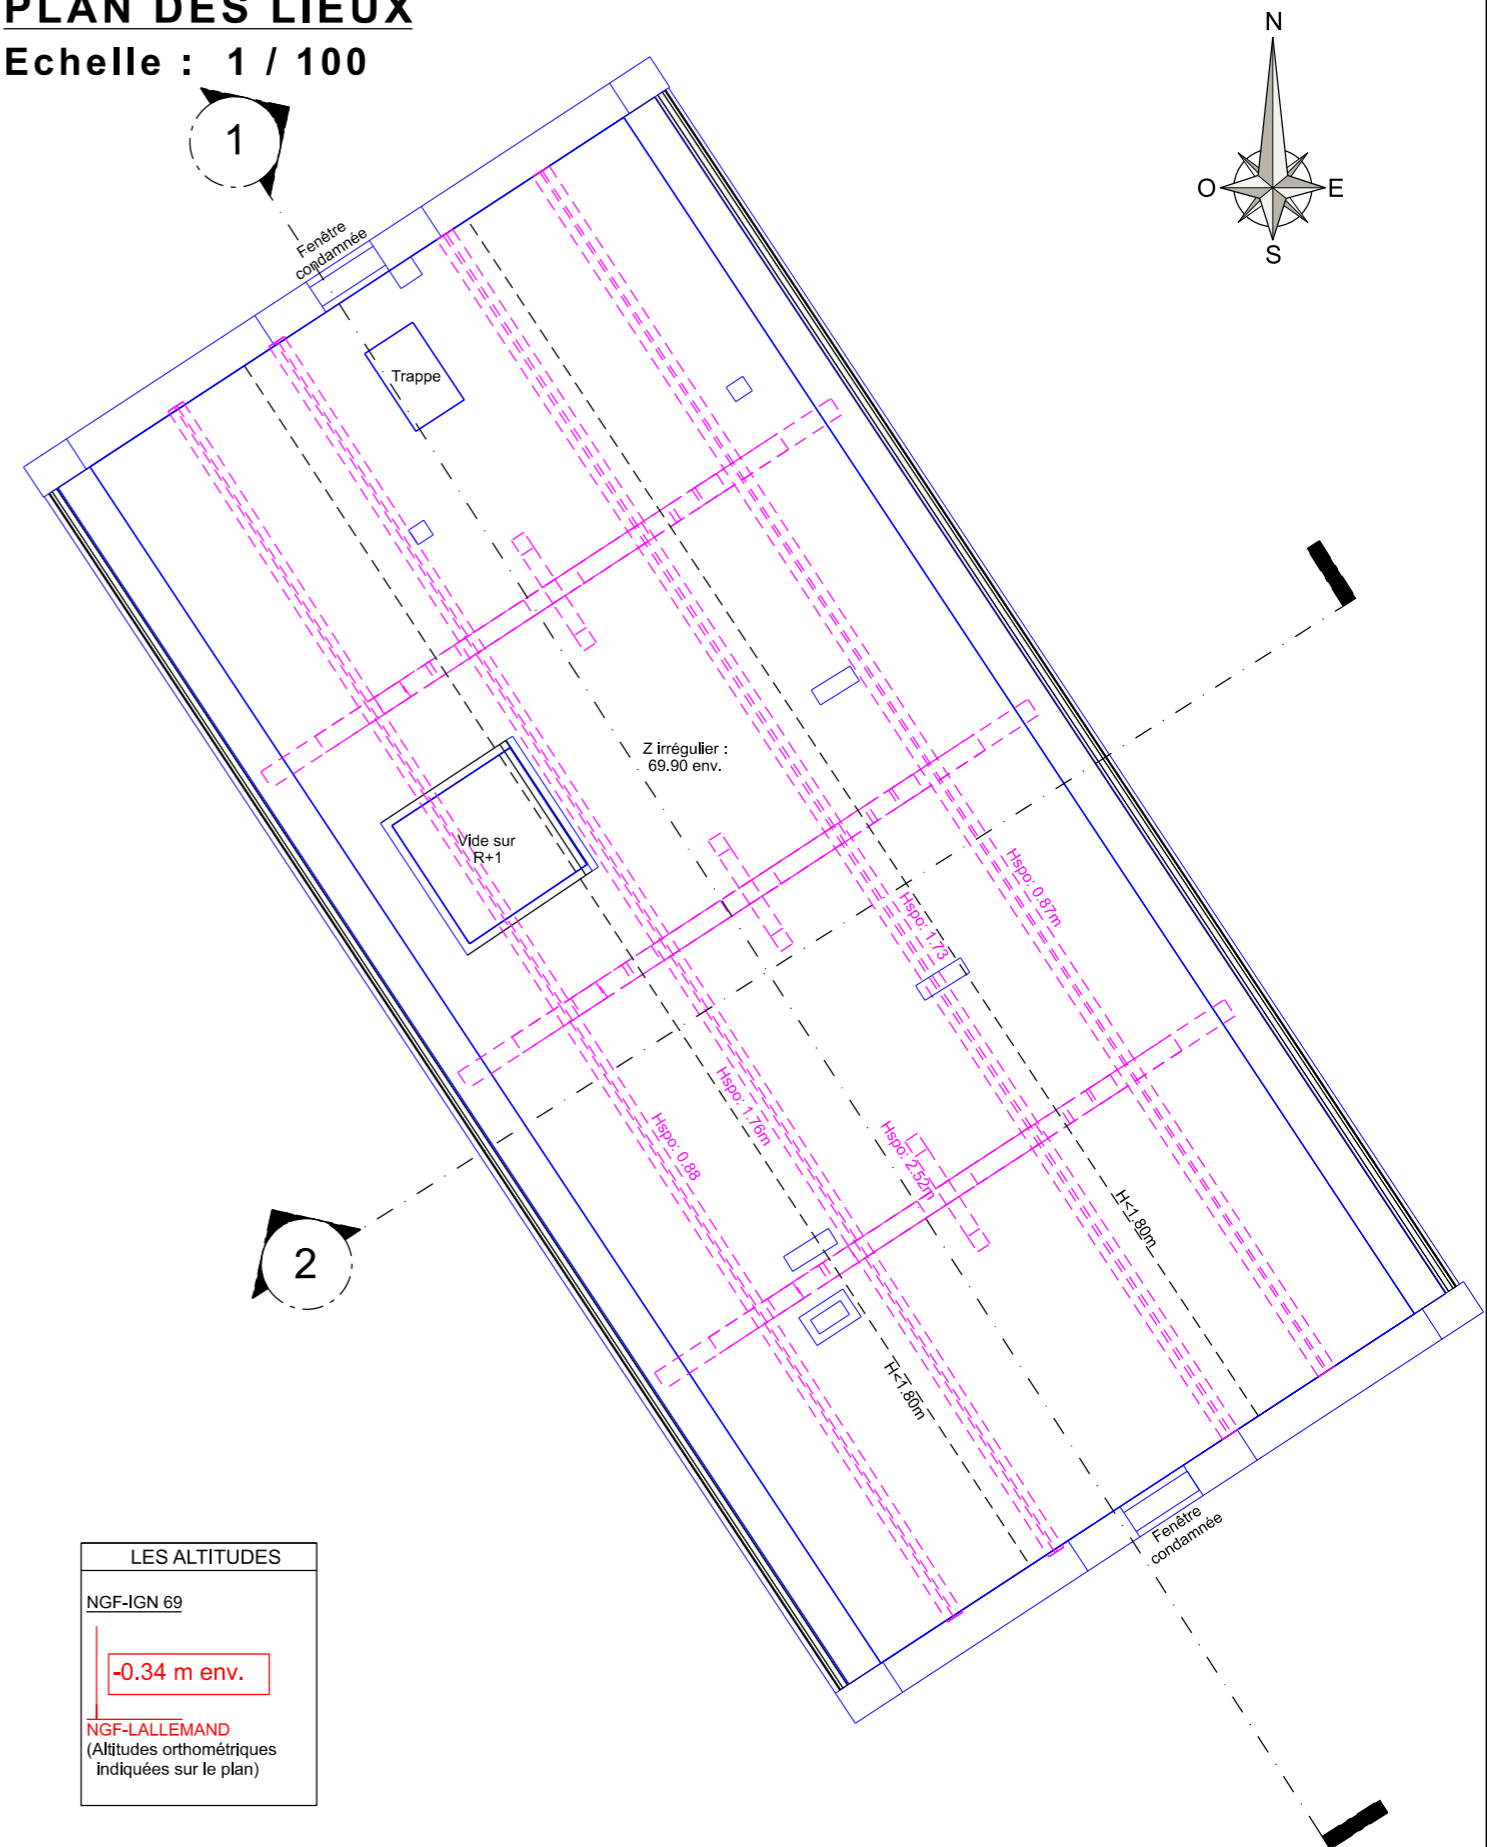 PLAN DES LIEUX
Echelle : 1 / 100
N
O
E
S
1
Fenêtre
condamnée
Trappe
Z irrégulier :
69.90 env.
Vide sur
R+1
Hspo: 0.87m
Hspo: 1.73
Hspo: 1.76m
Hspo: 0.88
Hspo: 2.52m
H<1.80m
2
H<1.80m
Fenêtre
condamnée
LES ALTITUDES
NGF-IGN 69
-0.34 m env.
NGF-LALLEMAND
(Altitudes orthométriques
indiquées sur le plan)